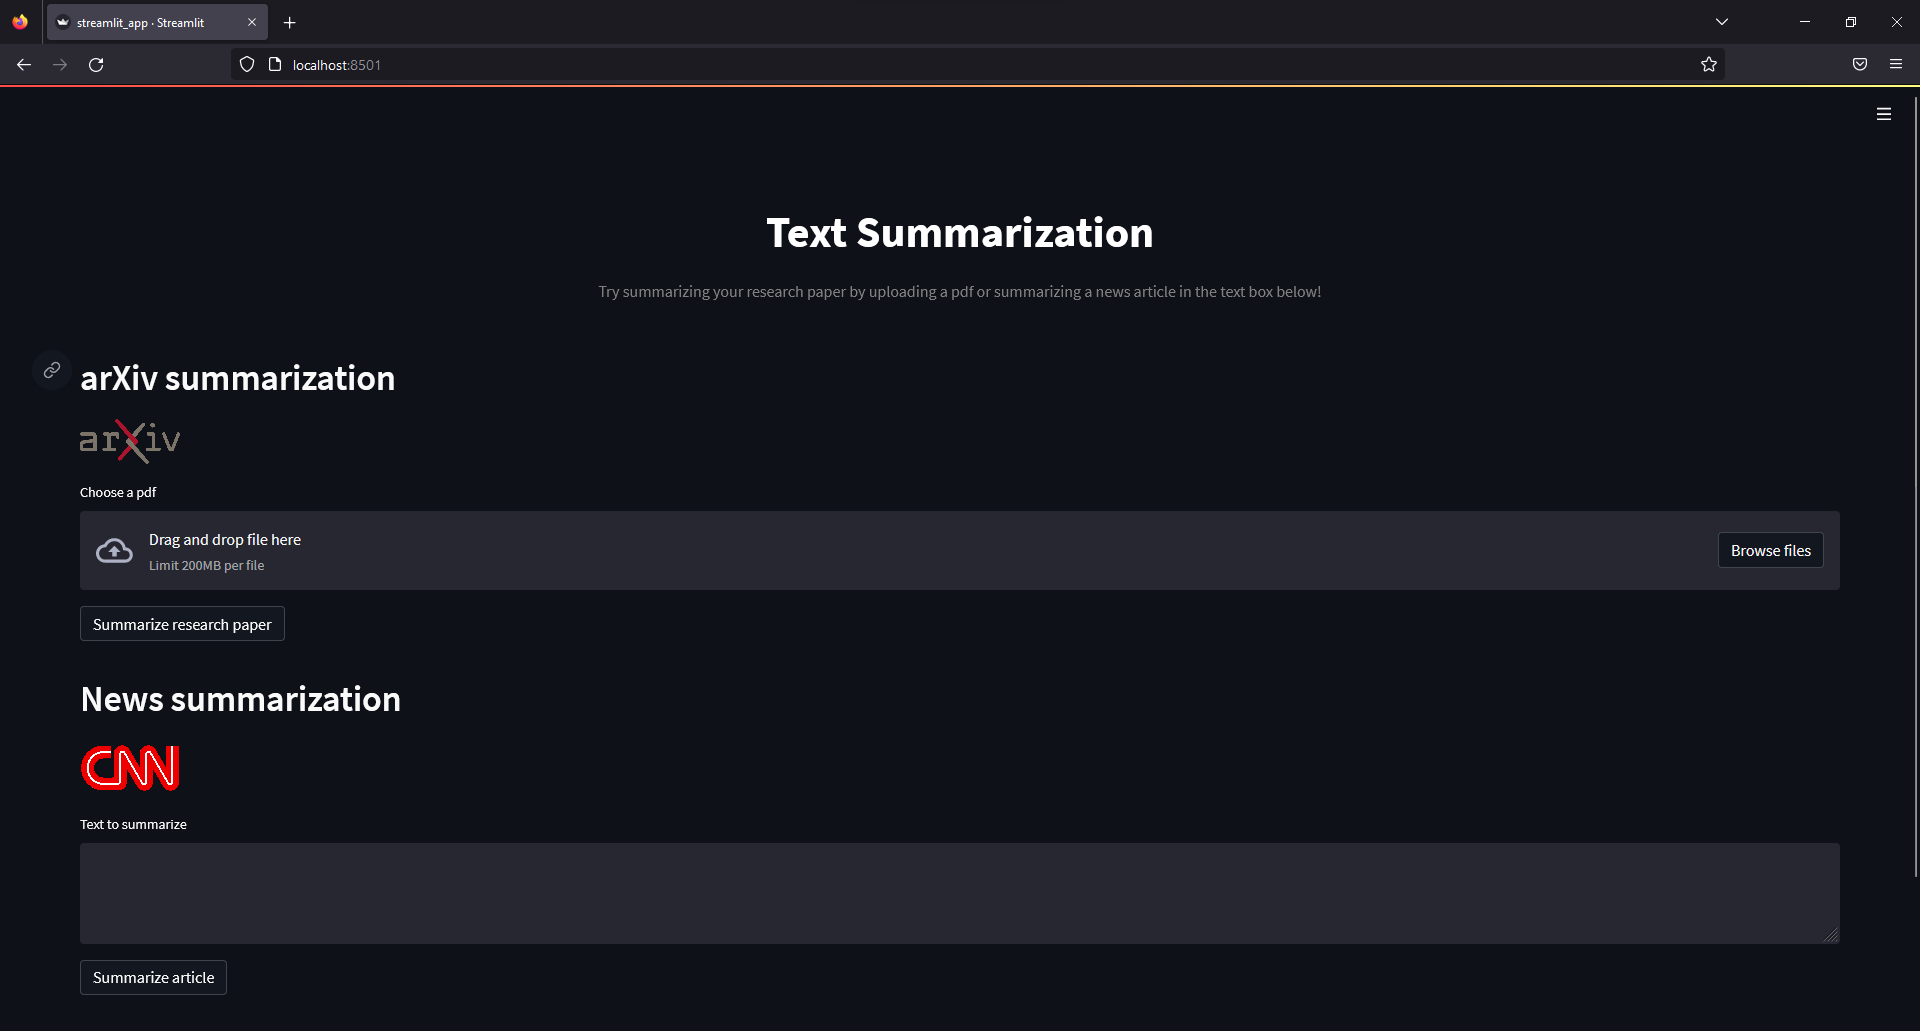 streamlit_app · Streamlit
localhost:8501
Text Summarization
Try summarizing your research paper by uploading a pdf or summarizing a news article in the text box below!
arXiv summarization
arXiv
Choose a pdf
Drag and drop file here
Limit 200MB per file
Browse files
Summarize research paper
News summarization
CNN
Text to summarize
Summarize article